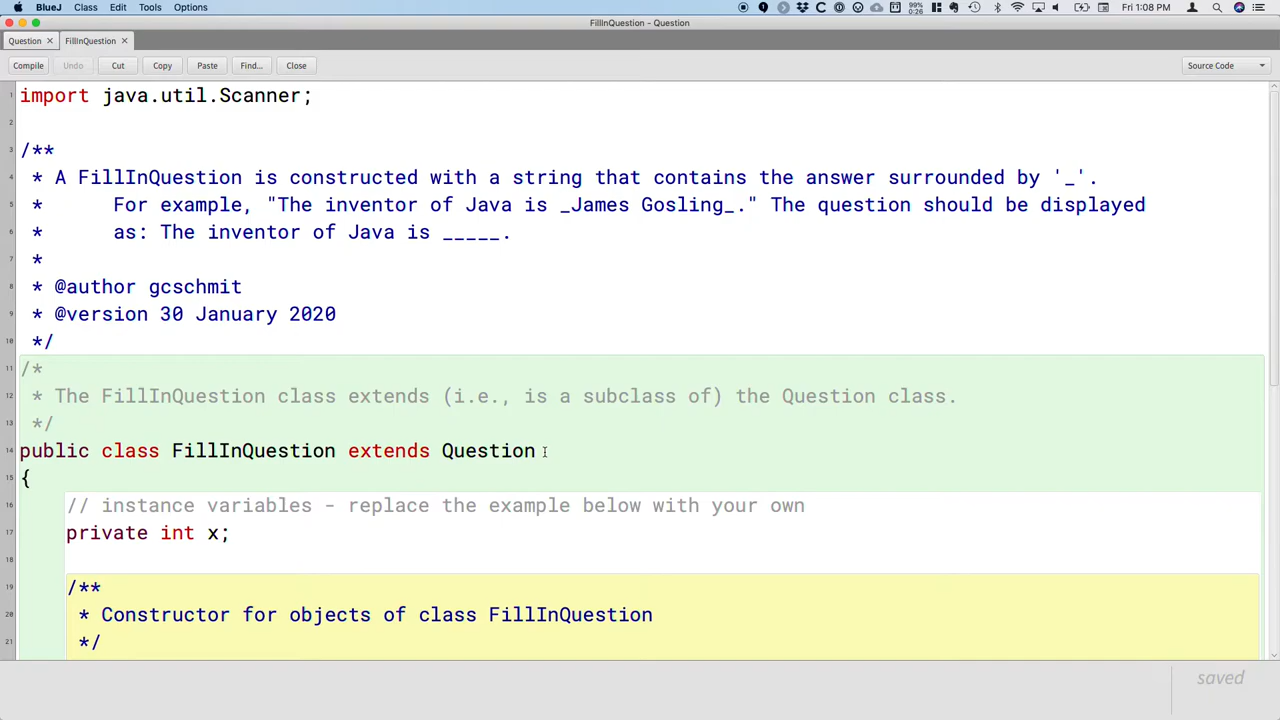 BlueJ Class Edit Tools Options 99% 0:26 Fri 1:08 PM
FillInQuestion - Question
Question × FillInQuestion ×
Compile Undo Cut Copy Paste Find... Close Source Code
1 import java.util.Scanner;
2
3 /**
4 * A FillInQuestion is constructed with a string that contains the answer surrounded by '_'.
5 * For example, "The inventor of Java is _James Gosling_." The question should be displayed
6 * as: The inventor of Java is _____.
7 *
8 * @author gcschmit
9 * @version 30 January 2020
10 */
11 /*
12 * The FillInQuestion class extends (i.e., is a subclass of) the Question class.
13 */
14 public class FillInQuestion extends Question
15 {
16 // instance variables - replace the example below with your own
17 private int x;
18
19 /**
20 * Constructor for objects of class FillInQuestion
21 */
saved